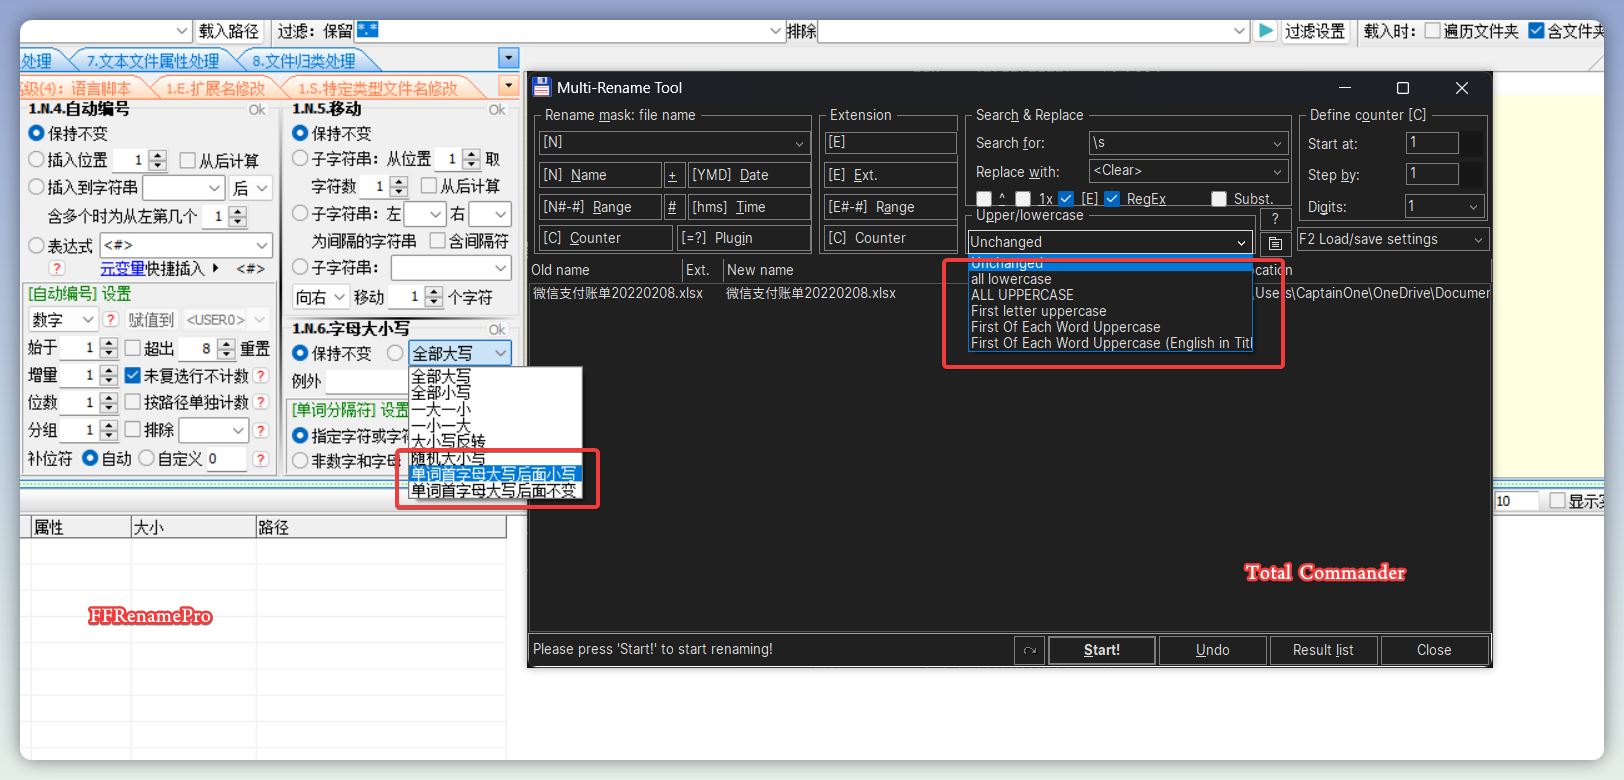 载入路径 过滤: 保留 *.* 排除 过滤设置 载入时: 遍历文件夹 含文件夹
处理 7.文本文件属性处理 8.文件归类处理
高级(4): 语言脚本 1.E.扩展名修改 1.S.特定类型文件名修改
1.N.4.自动编号 Ok
保持不变
插入位置 1 从后计算
插入到字符串 后
含多个时为从左第几个 1
表达式 <#>
? 元变量快捷插入 <#>
[自动编号] 设置
数字 ? 赋值到 <USER0>
始于 1 超出 8 重置
增量 1 未复选行不计数 ?
位数 1 按路径单独计数 ?
分组 1 排除 ?
补位符 自动 自定义 0 ?
1.N.5.移动 Ok
保持不变
子字符串: 从位置 1 取
字符数 1 从后计算
子字符串: 左 右
为间隔的字符串 含间隔符
子字符串:
向右 移动 1 个字符
1.N.6.字母大小写 Ok
保持不变 全部大写
例外
[单词分隔符] 设置
指定字符或字符
非数字和字母
全部大写
全部小写
一大一小
一小一大
大小写反转
随机大小写
单词首字母大写后面小写
单词首字母大写后面不变
属性 大小 路径
FFRenamePro
Multi-Rename Tool
Rename mask: file name
[N]
[N] Name + [YMD] Date
[N#-#] Range # [hms] Time
[C] Counter [=?] Plugin
Extension
[E]
[E] Ext.
[E#-#] Range
[C] Counter
Search & Replace
Search for: \s
Replace with: <Clear>
^ 1x [E] RegEx Subst.
Upper/lowercase ?
Unchanged
Define counter [C]
Start at: 1
Step by: 1
Digits: 1
F2 Load/save settings
Old name Ext. New name cation
微信支付账单20220208.xlsx 微信支付账单20220208.xlsx \Users\CaptainOne\OneDrive\Documen
Unchanged
all lowercase
ALL UPPERCASE
First letter uppercase
First Of Each Word Uppercase
First Of Each Word Uppercase (English in Titl
Total Commander
Please press 'Start!' to start renaming! Start! Undo Result list Close
10 显示实